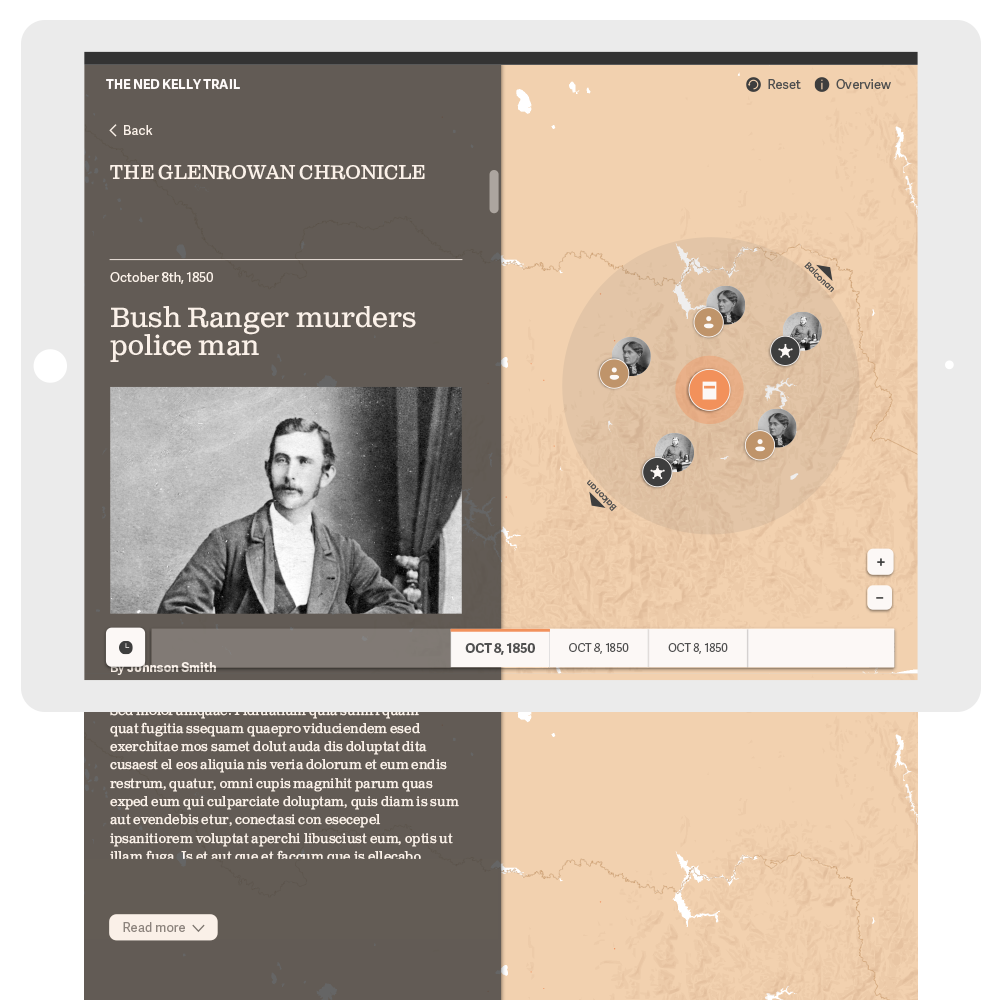 THE NED KELLY TRAIL
Reset
Overview
Back
THE GLENROWAN CHRONICLE
October 8th, 1850
Bush Ranger murders
police man
Balconan
Balconan
+
−
OCT 8, 1850
OCT 8, 1850
OCT 8, 1850
By Johnson Smith
quat fugitia ssequam quaepro viduciendem esed
exerchitae mos samet dolut auda dis doluptat dita
cusaest el eos aliquia nis veria dolorum et eum endis
restrum, quatur, omni cupis magnihit parum quas
exped eum qui culparciate doluptam, quis diam is sum
aut evendebis etur, conectasi con esecepel
ipsanitiorem voluptat aperchi libusciust eum, optis ut
illam fuga. Is et aut que et faccum que is ellecabo
Read more